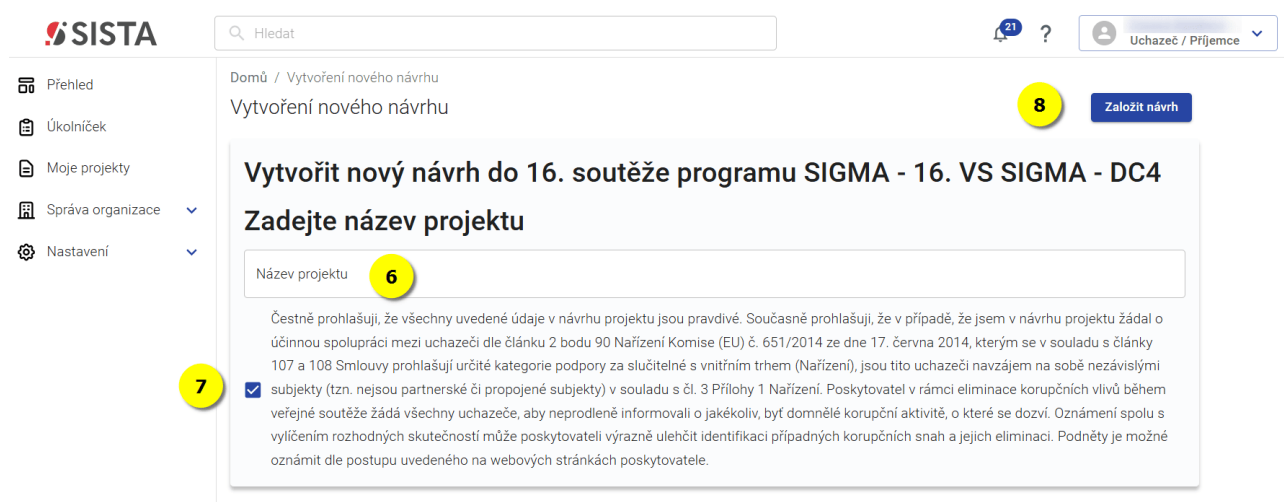 SISTA
Hledat
21
?
Uchazeč / Příjemce
Přehled
Úkolníček
Moje projekty
Správa organizace
Nastavení
Domů / Vytvoření nového návrhu
Vytvoření nového návrhu
8
Založit návrh
Vytvořit nový návrh do 16. soutěže programu SIGMA - 16. VS SIGMA - DC4
Zadejte název projektu
Název projektu
6
7
Čestně prohlašuji, že všechny uvedené údaje v návrhu projektu jsou pravdivé. Současně prohlašuji, že v případě, že jsem v návrhu projektu žádal o
účinnou spolupráci mezi uchazeči dle článku 2 bodu 90 Nařízení Komise (EU) č. 651/2014 ze dne 17. června 2014, kterým se v souladu s články
107 a 108 Smlouvy prohlašují určité kategorie podpory za slučitelné s vnitřním trhem (Nařízení), jsou tito uchazeči navzájem na sobě nezávislými
subjekty (tzn. nejsou partnerské či propojené subjekty) v souladu s čl. 3 Přílohy 1 Nařízení. Poskytovatel v rámci eliminace korupčních vlivů během
veřejné soutěže žádá všechny uchazeče, aby neprodleně informovali o jakékoliv, byť domnělé korupční aktivitě, o které se dozví. Oznámení spolu s
vylíčením rozhodných skutečností může poskytovateli výrazně ulehčit identifikaci případných korupčních snah a jejich eliminaci. Podněty je možné
oznámit dle postupu uvedeného na webových stránkách poskytovatele.